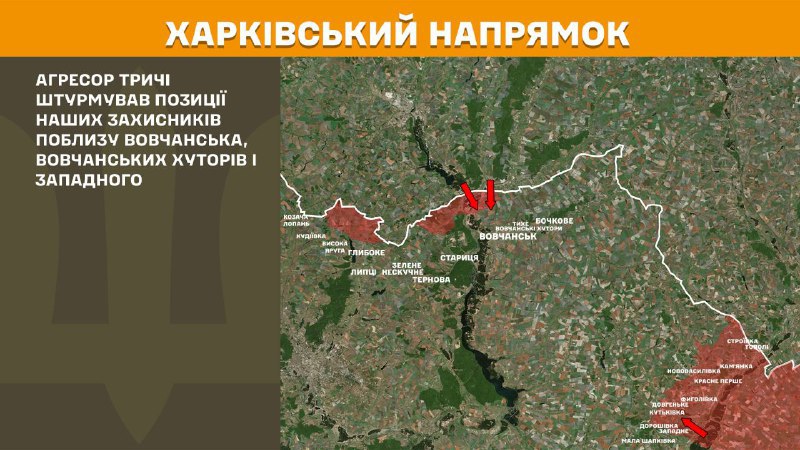 ХАРКІВСЬКИЙ НАПРЯМОК
АГРЕСОР ТРИЧІ
ШТУРМУВАВ ПОЗИЦІЇ
НАШИХ ЗАХИСНИКІВ
ПОБЛИЗУ ВОВЧАНСЬКА,
ВОВЧАНСЬКИХ ХУТОРІВ І
ЗАПАДНОГО
КОЗАЧА
ЛОПАНЬ
КУДІЇВКА
ВИСОКА
ЯРУГА
ГЛИБОКЕ
ЛИПЦІ
ЗЕЛЕНЕ
НЕСКУЧНЕ
ТЕРНОВА
СТАРИЦЯ
ВОВЧАНСЬК
ТИХЕ
ВОВЧАНСЬКІ ХУТОРИ
БОЧКОВЕ
СТРОЇВКА
ТОПОЛІ
КАМ'ЯНКА
НОВОВАСИЛІВКА
КРАСНЕ ПЕРШЕ
ФИГОЛІВКА
ДОВГЕНЬКЕ
КУТЬКІВКА
ДОРОШІВКА
ЗАПАДНЕ
МАЛА ШАПКІВКА